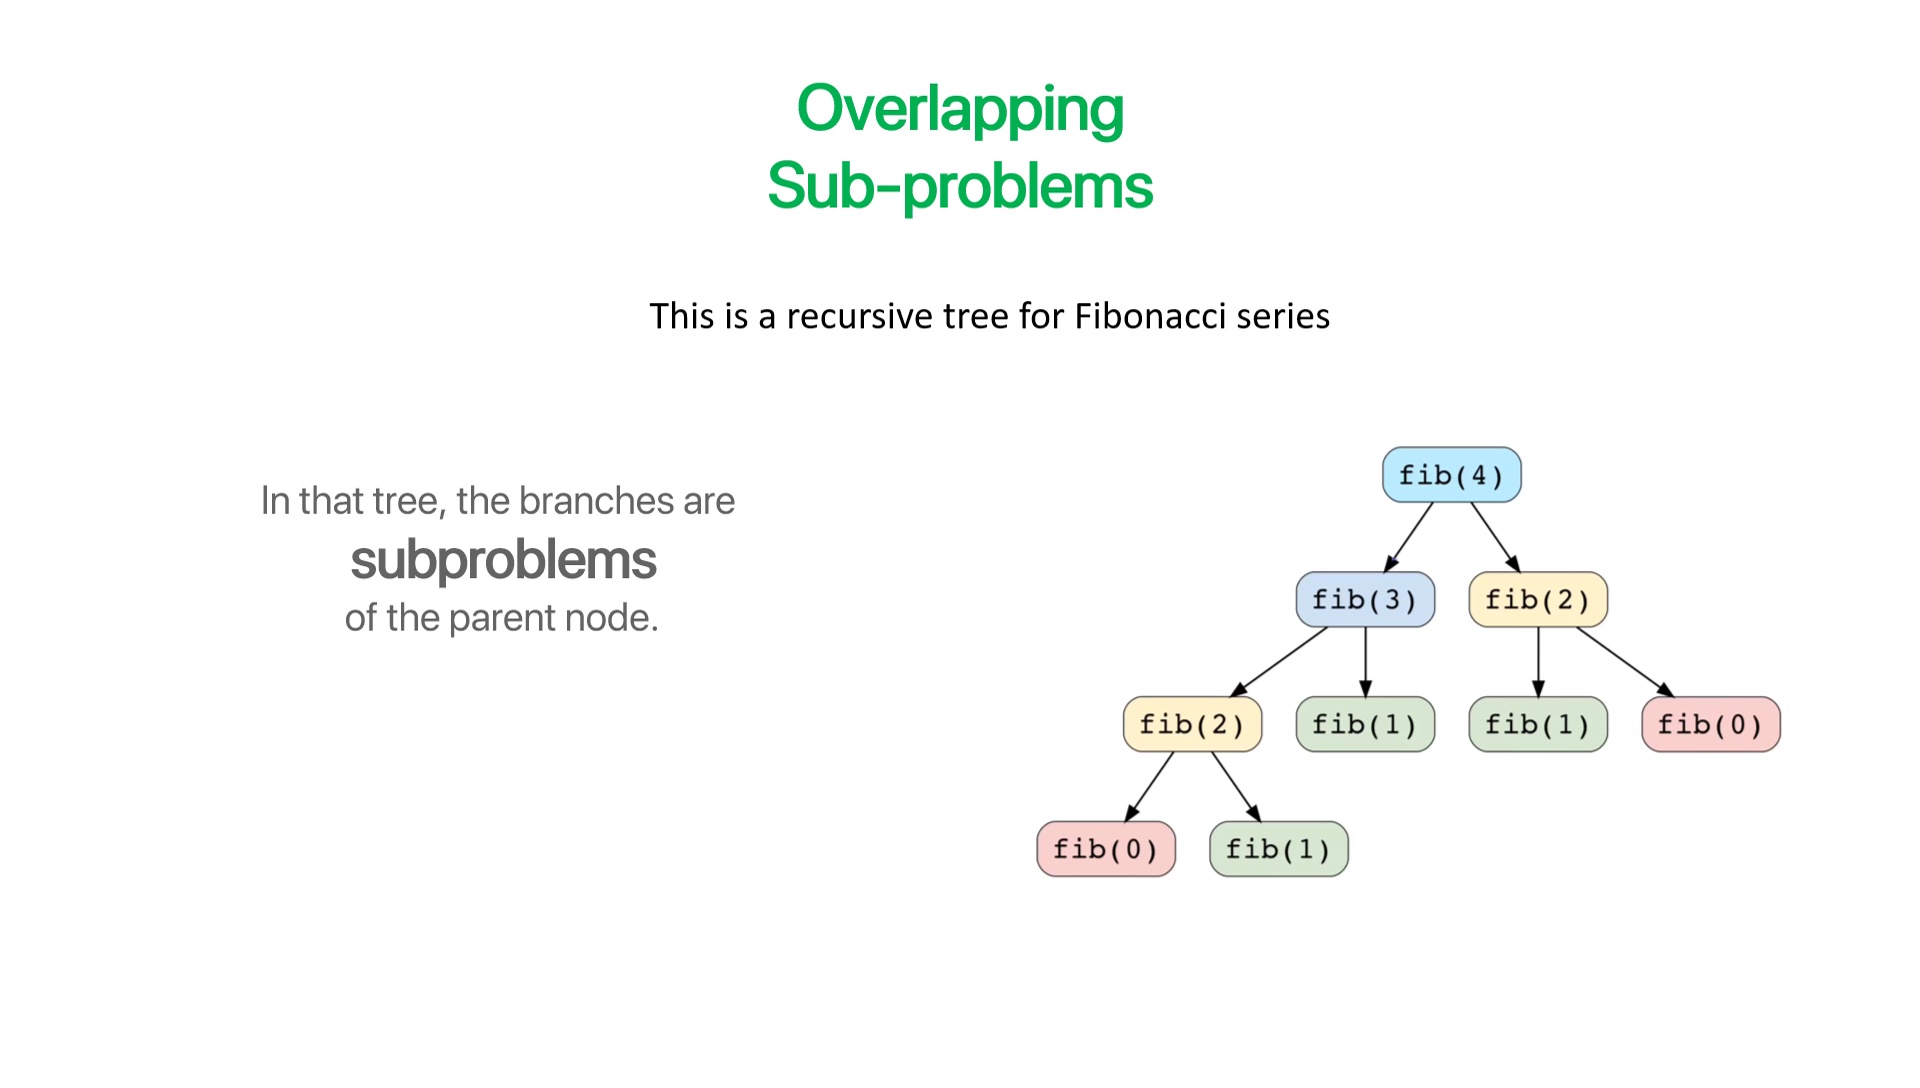 Overlapping
Sub-problems
This is a recursive tree for Fibonacci series
In that tree, the branches are
subproblems
of the parent node.
fib(4)
fib(3) fib(2)
fib(2) fib(1) fib(1) fib(0)
fib(0) fib(1)